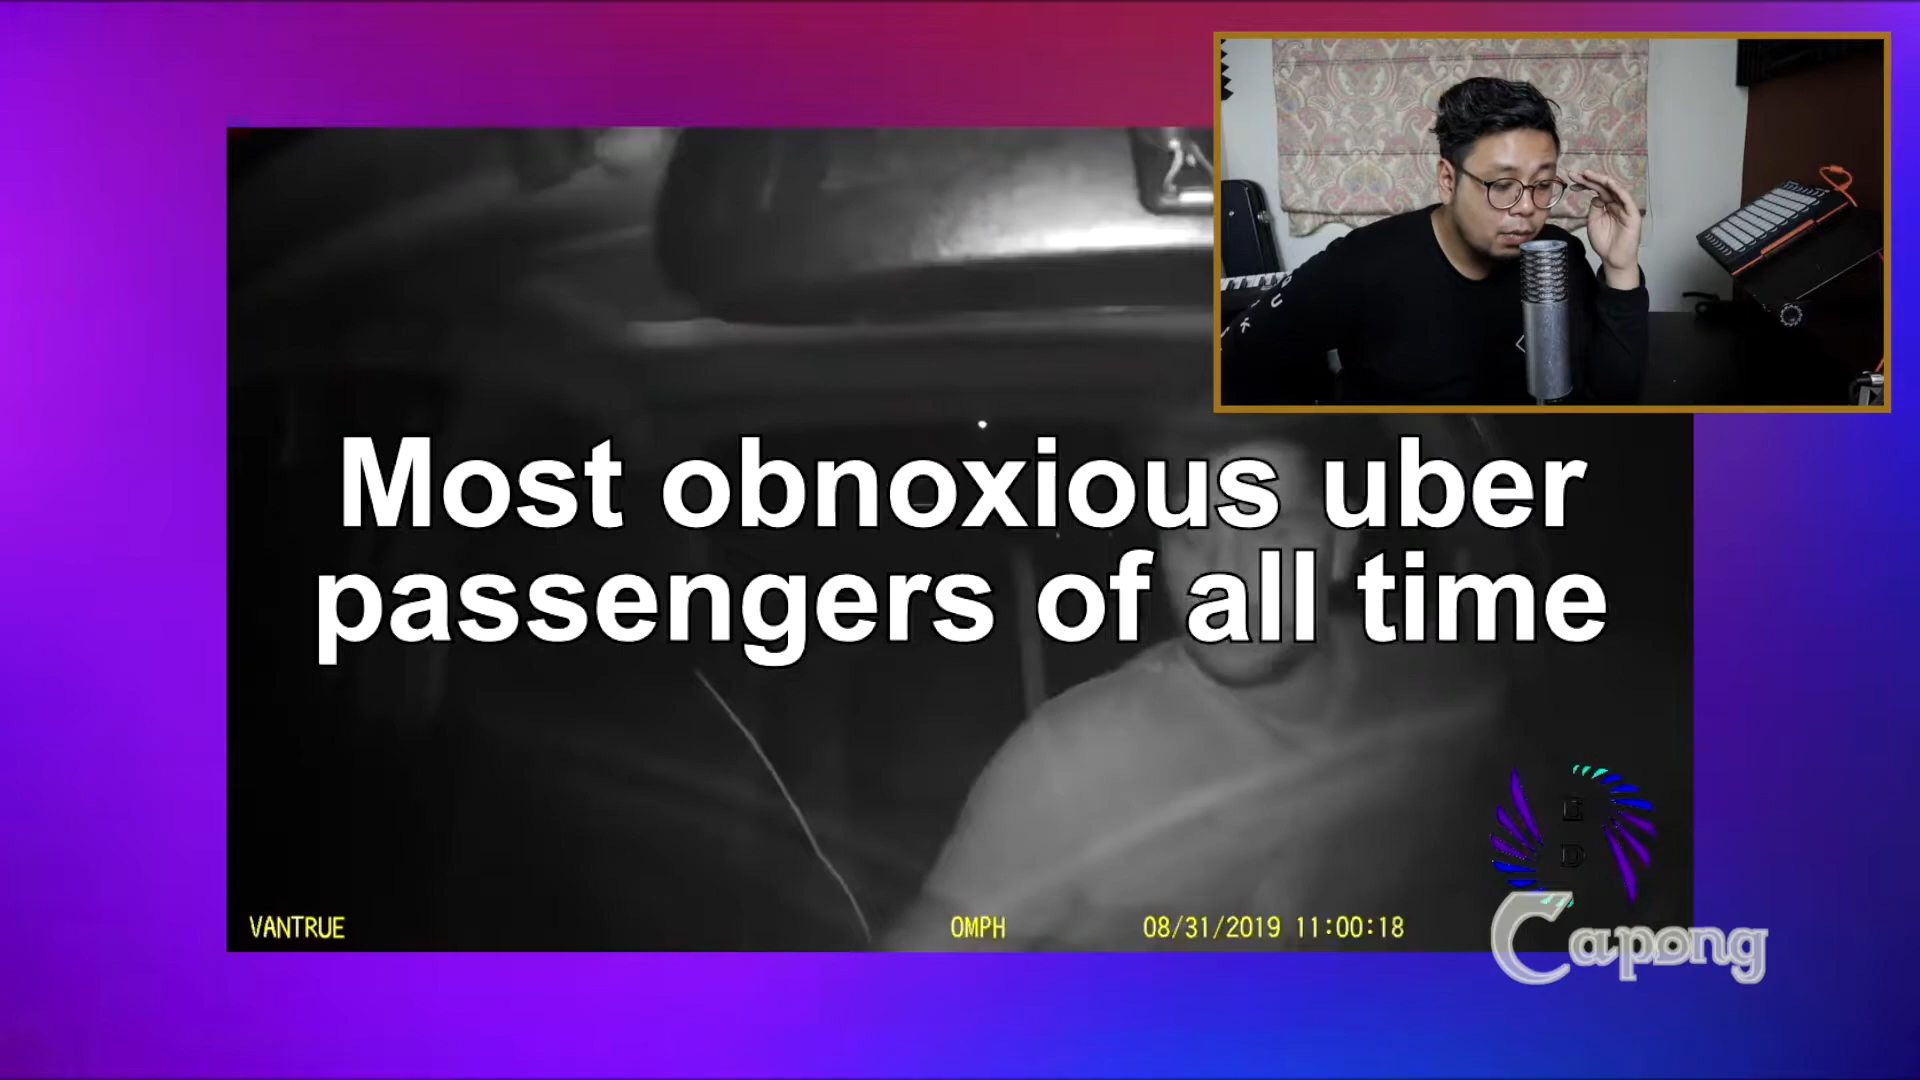 Most obnoxious uber
passengers of all time
VANTRUE 0MPH 08/31/2019 11:00:18
E
D
Capong